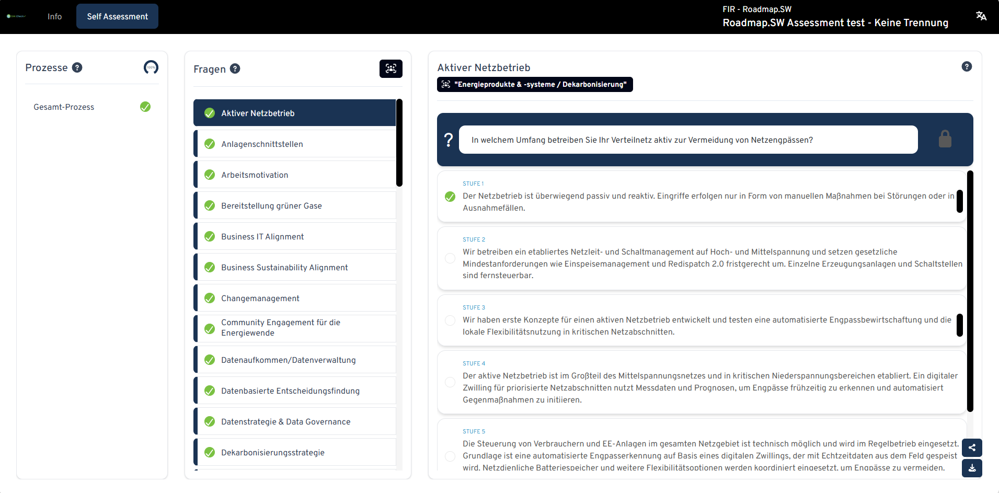 SW.Check✓
Info
Self Assessment
FIR - Roadmap.SW
Roadmap.SW Assessment test - Keine Trennung
Prozesse
100%
Gesamt-Prozess
Fragen
Aktiver Netzbetrieb
Anlagenschnittstellen
Arbeitsmotivation
Bereitstellung grüner Gase
Business IT Alignment
Business Sustainability Alignment
Changemanagement
Community Engagement für die
Energiewende
Datenaufkommen/Datenverwaltung
Datenbasierte Entscheidungsfindung
Datenstrategie & Data Governance
Dekarbonisierungsstrategie
Aktiver Netzbetrieb
"Energieprodukte & -systeme / Dekarbonisierung"
? In welchem Umfang betreiben Sie Ihr Verteilnetz aktiv zur Vermeidung von Netzengpässen?
STUFE 1
Der Netzbetrieb ist überwiegend passiv und reaktiv. Eingriffe erfolgen nur in Form von manuellen Maßnahmen bei Störungen oder in
Ausnahmefällen.
STUFE 2
Wir betreiben ein etabliertes Netzleit- und Schaltmanagement auf Hoch- und Mittelspannung und setzen gesetzliche
Mindestanforderungen wie Einspeisemanagement und Redispatch 2.0 fristgerecht um. Einzelne Erzeugungsanlagen und Schaltstellen
sind fernsteuerbar.
STUFE 3
Wir haben erste Konzepte für einen aktiven Netzbetrieb entwickelt und testen eine automatisierte Engpassbewirtschaftung und die
lokale Flexibilitätsnutzung in kritischen Netzabschnitten.
STUFE 4
Der aktive Netzbetrieb ist im Großteil des Mittelspannungsnetzes und in kritischen Niederspannungsbereichen etabliert. Ein digitaler
Zwilling für priorisierte Netzabschnitten nutzt Messdaten und Prognosen, um Engpässe frühzeitig zu erkennen und automatisiert
Gegenmaßnahmen zu initiieren.
STUFE 5
Die Steuerung von Verbrauchern und EE-Anlagen im gesamten Netzgebiet ist technisch möglich und wird im Regelbetrieb eingesetzt.
Grundlage ist eine automatisierte Engpasserkennung auf Basis eines digitalen Zwillings, der mit Echtzeitdaten aus dem Feld gespeist
wird. Netzdienliche Batteriespeicher und weitere Flexibilitätsoptionen werden koordiniert eingesetzt, um Engpässe zu vermeiden.